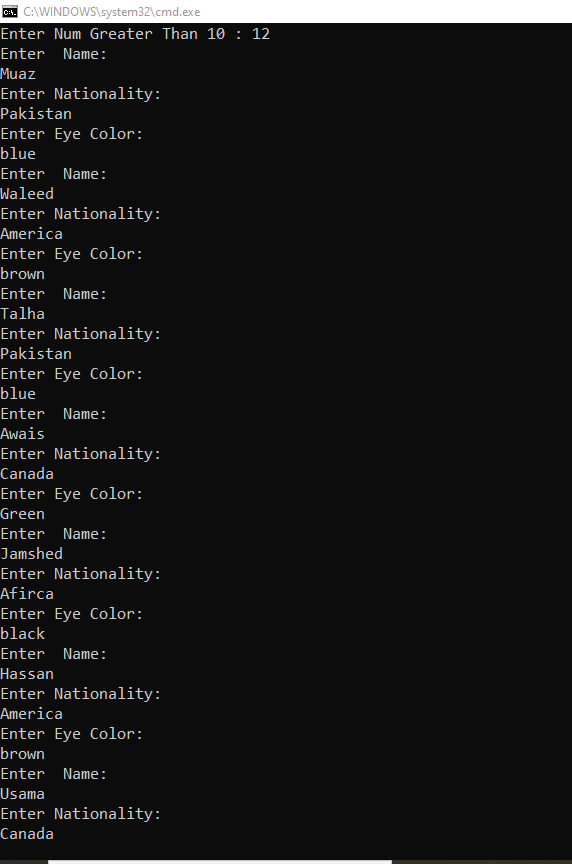 C:\WINDOWS\system32\cmd.exe
Enter Num Greater Than 10 : 12
Enter  Name:
Muaz
Enter Nationality:
Pakistan
Enter Eye Color:
blue
Enter  Name:
Waleed
Enter Nationality:
America
Enter Eye Color:
brown
Enter  Name:
Talha
Enter Nationality:
Pakistan
Enter Eye Color:
blue
Enter  Name:
Awais
Enter Nationality:
Canada
Enter Eye Color:
Green
Enter  Name:
Jamshed
Enter Nationality:
Afirca
Enter Eye Color:
black
Enter  Name:
Hassan
Enter Nationality:
America
Enter Eye Color:
brown
Enter  Name:
Usama
Enter Nationality:
Canada